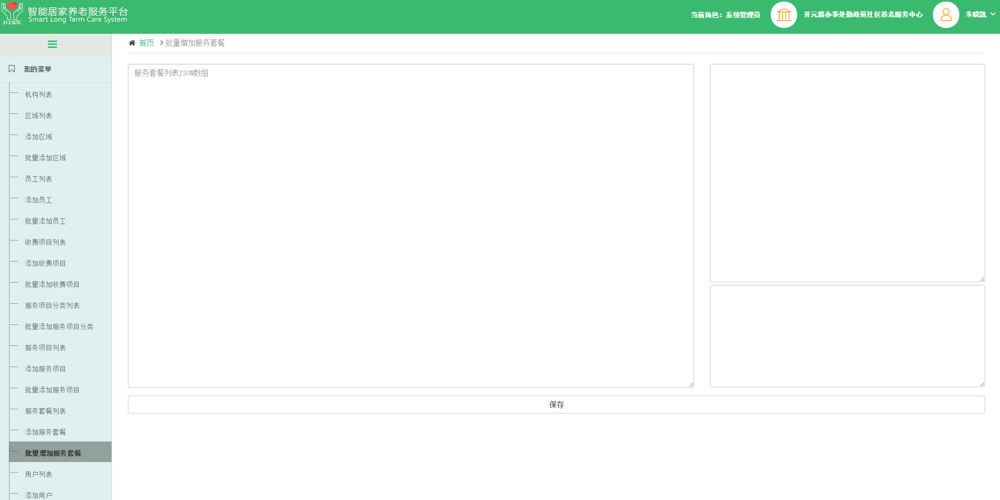 智能居家养老服务平台
Smart Long Term Care System
212SLTC
当前角色：系统管理员
开元路办事处勤政苑社区养老服务中心
朱晓凯
首页
批量增加服务套餐
我的菜单
机构列表
区域列表
添加区域
批量添加区域
员工列表
添加员工
批量添加员工
收费项目列表
添加收费项目
批量添加收费项目
服务项目分类列表
批量添加服务项目分类
服务项目列表
添加服务项目
批量添加服务项目
服务套餐列表
添加服务套餐
批量增加服务套餐
用户列表
添加用户
服务套餐列表JSON数组
保存